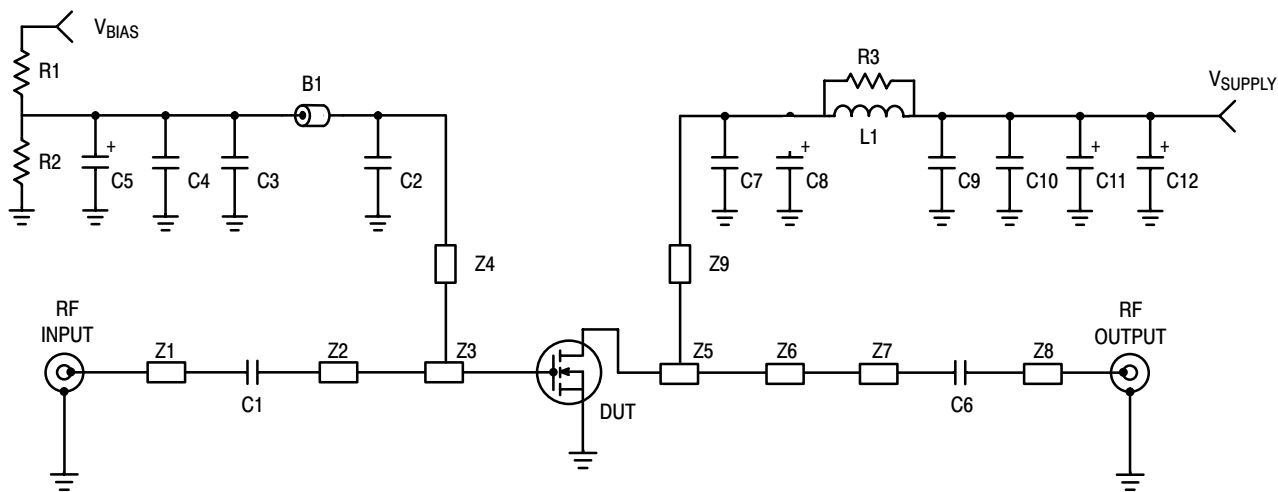 VBIAS
R1
B1
R2
+
C5
C4
C3
C2
Z4
R3
VSUPPLY
L1
C7
+
C8
C9
C10
+
C11
+
C12
Z9
RF
INPUT
Z1
C1
Z2
Z3
DUT
Z5
Z6
Z7
C6
Z8
RF
OUTPUT